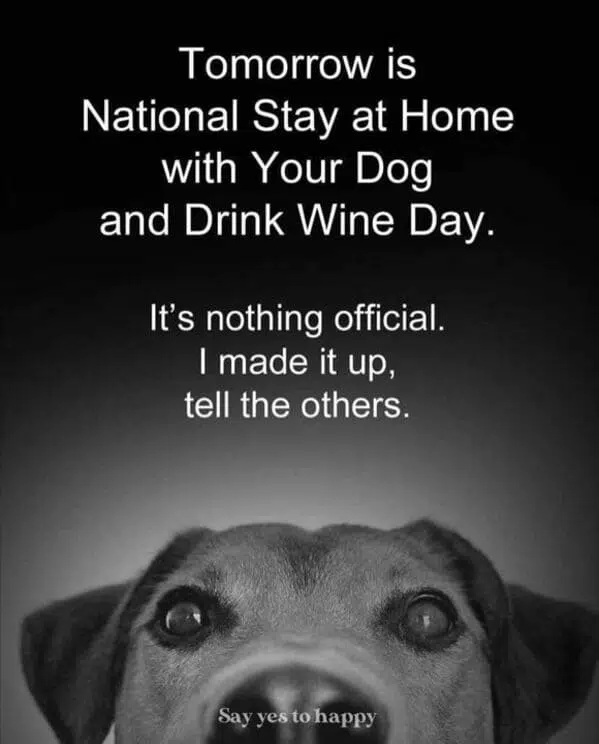 Tomorrow is
National Stay at Home
with Your Dog
and Drink Wine Day.
It's nothing official.
I made it up,
tell the others.
Say yes to happy